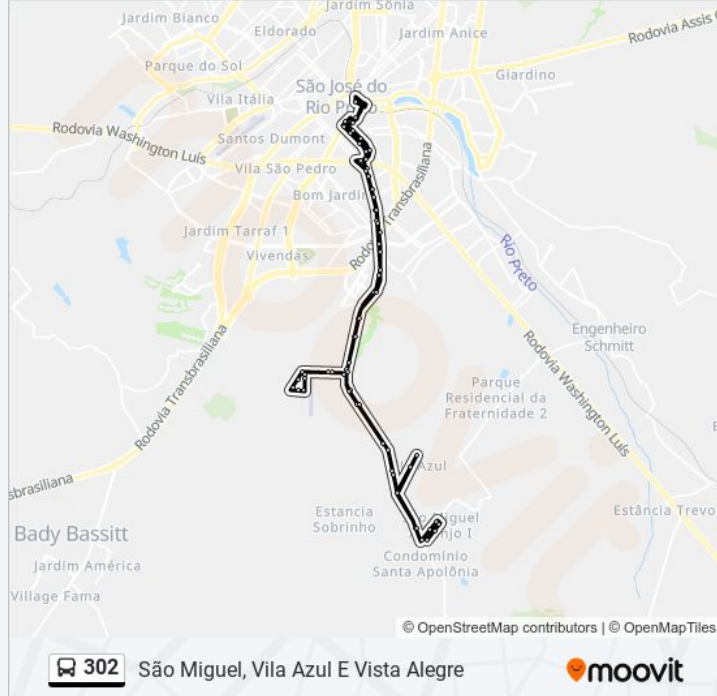 Jardim Sônia
Jardim Bianco
Eldorado
Jardim Anice
Rodovia Assis C
Parque do Sol
Giardino
São José do
Rio Preto
Vila Itália
Rodovia Washington Luís
Santos Dumont
Vila São Pedro
Rodovia Transbrasiliana
Bom Jardim
Jardim Tarraf 1
Vivendas
Rio Preto
Engenheiro
Schmitt
Rodovia Transbrasiliana
Rodovia Washington Luís
Parque
Residencial da
Fraternidade 2
Azul
sbrasiliana
Estancia
Sobrinho
Miguel
njo I
Estância Trevo
Bady Bassitt
Condomínio
Santa Apolônia
Jardim América
Village Fama
© OpenStreetMap contributors | © OpenMapTiles
302 São Miguel, Vila Azul E Vista Alegre
moovit